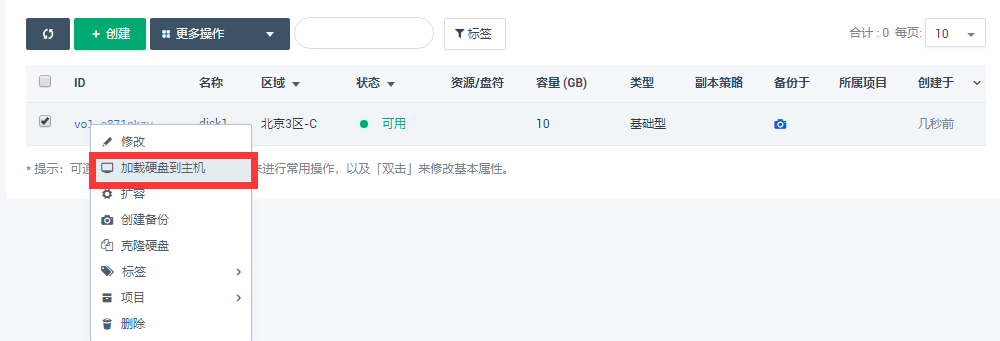 + 创建 更多操作 标签 合计 : 0 每页: 10
ID 名称 区域 状态 资源/盘符 容量 (GB) 类型 副本策略 备份于 所属项目 创建于
disk1 北京3区-C 可用 10 基础型 几秒前
* 提示：可 来进行常用操作，以及「双击」来修改基本属性。
修改
加载硬盘到主机
扩容
创建备份
克隆硬盘
标签
项目
删除